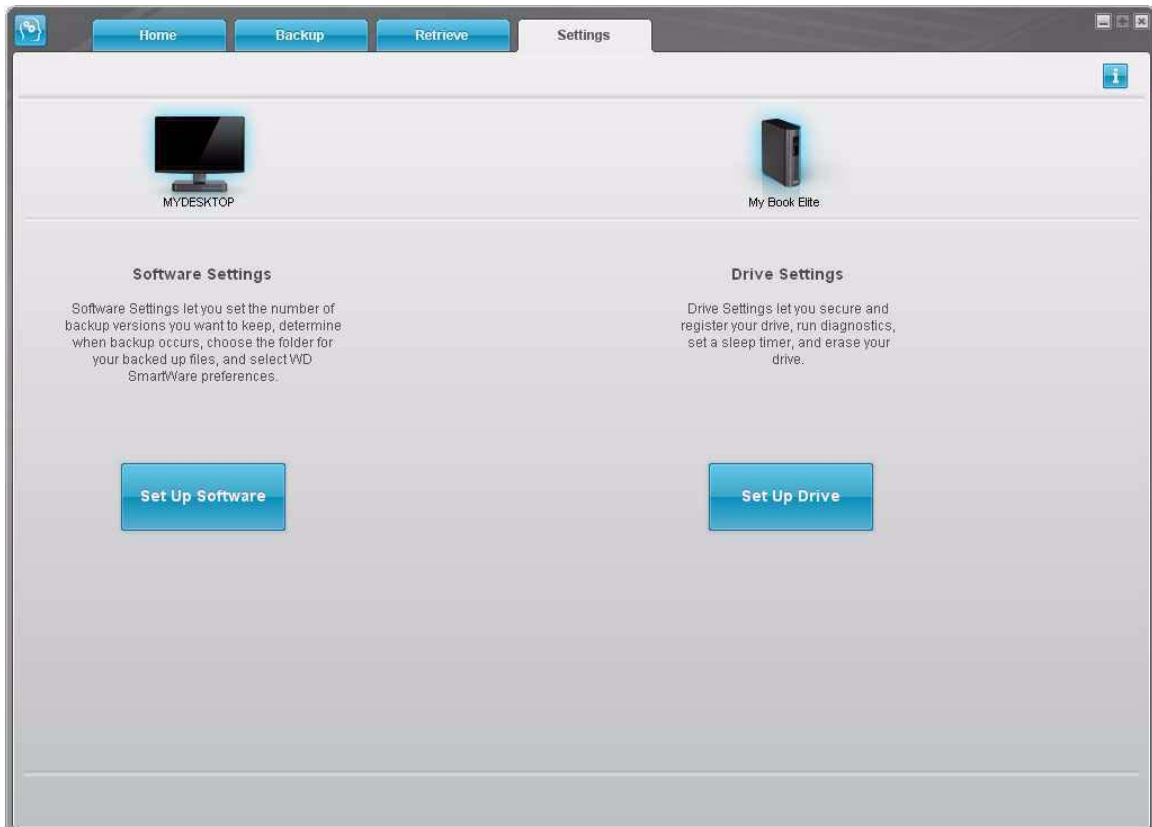 Home
Backup
Retrieve
Settings
MYDESKTOP
My Book Elite
Software Settings
Software Settings let you set the number of
backup versions you want to keep, determine
when backup occurs, choose the folder for
your backed up files, and select WD
SmartWare preferences.
Drive Settings
Drive Settings let you secure and
register your drive, run diagnostics,
set a sleep timer, and erase your
drive.
Set Up Software
Set Up Drive